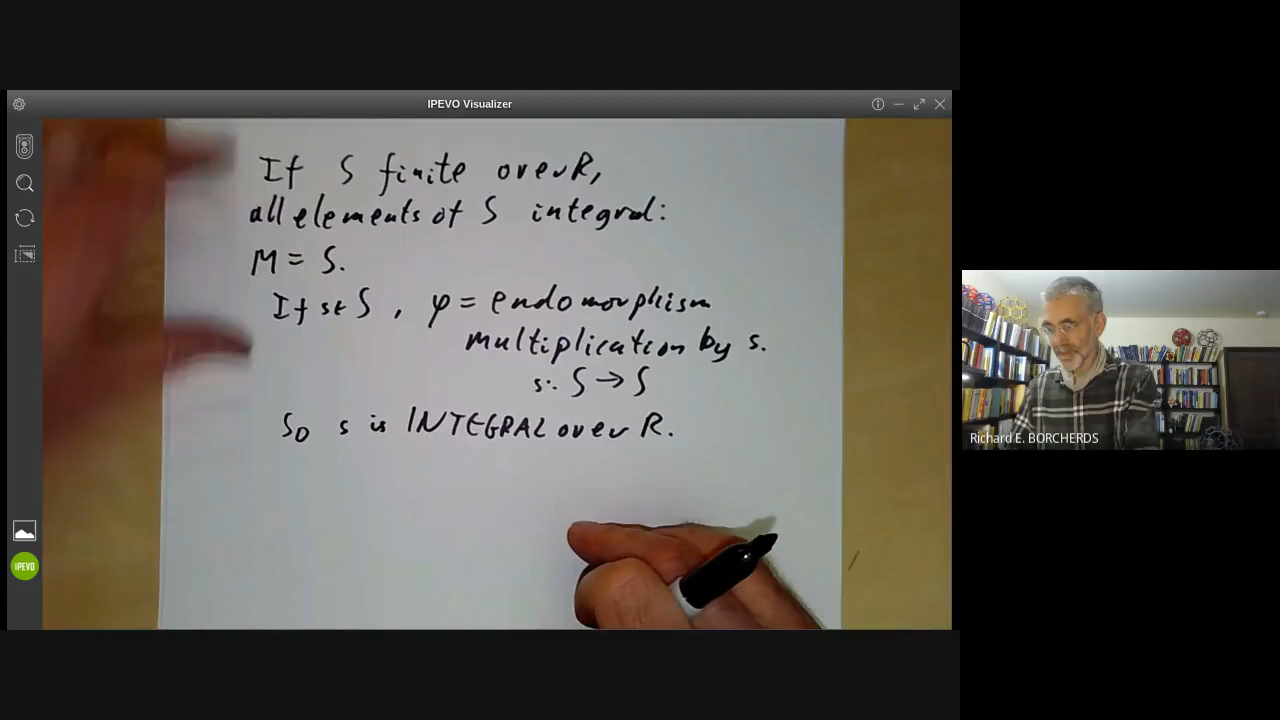 IPEVO Visualizer
If S finite over R,
all elements of S integral:
M = S.
If s∈ S , φ = endomorphism
multiplication by s.
s: S → S
So s is INTEGRAL over R.
Richard E. BORCHERDS
IPEVO